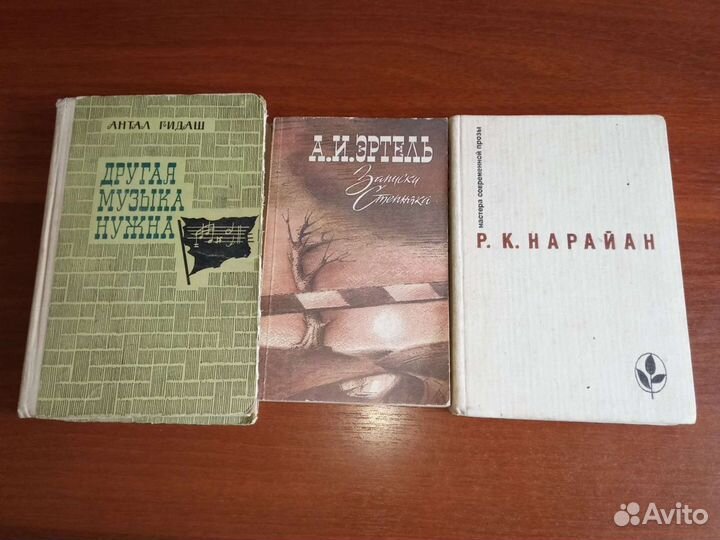 АНТАЛ ГИДАШ
ДРУГАЯ
МУЗЫКА
НУЖНА
А.И.ЭРТЕЛЬ
Записки
Степняка
мастера современной прозы
Р. К. НАРАЙАН
Avito